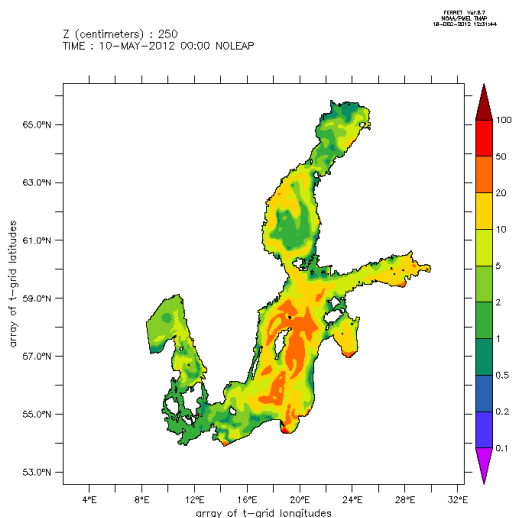 FERRET Ver.6.7
NOAA/PMEL TMAP
18-DEC-2012 12:31:44
Z (centimeters) : 250
TIME : 10-MAY-2012 00:00 NOLEAP
65.0°N
63.0°N
61.0°N
59.0°N
57.0°N
55.0°N
53.0°N
array of t-grid latitudes
4°E 8°E 12°E 16°E 20°E 24°E 28°E 32°E
array of t-grid longitudes
100
50
20
10
5
2
1
0.5
0.2
0.1